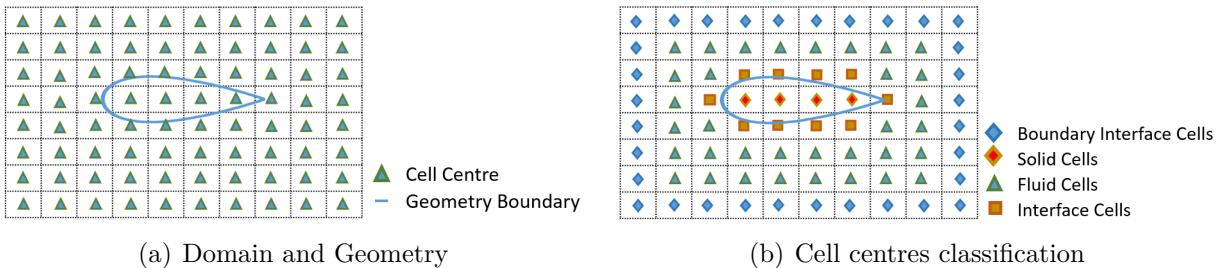 Cell Centre
Geometry Boundary
Boundary Interface Cells
Solid Cells
Fluid Cells
Interface Cells
(a) Domain and Geometry
(b) Cell centres classification